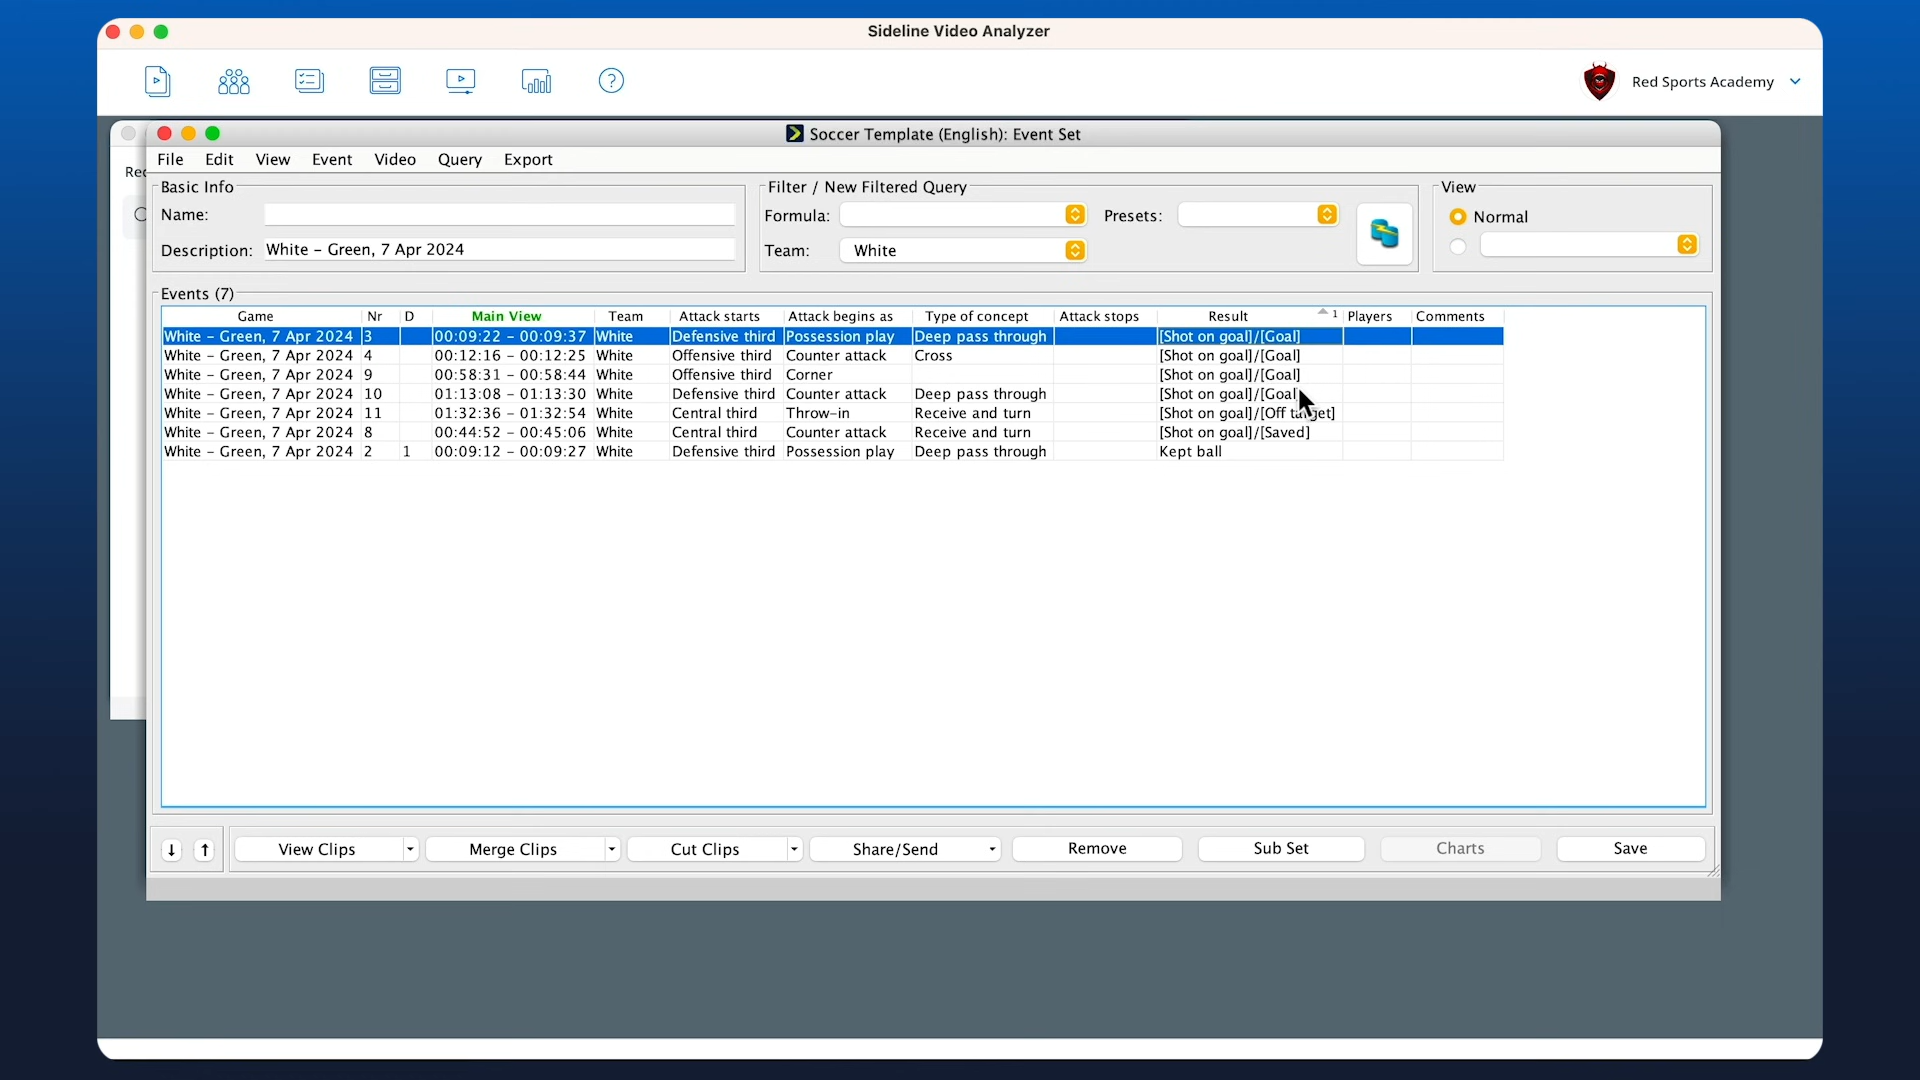 Sideline Video Analyzer
Red Sports Academy
Soccer Template (English): Event Set
File Edit View Event Video Query Export
Basic Info
Name:
Description: White – Green, 7 Apr 2024
Filter / New Filtered Query
Formula: Presets:
Team: White
View
Normal
Events (7)
Game Nr D Main View Team Attack starts Attack begins as Type of concept Attack stops Result 1 Players Comments
White – Green, 7 Apr 2024 3 00:09:22 – 00:09:37 White Defensive third Possession play Deep pass through [Shot on goal]/[Goal]
White – Green, 7 Apr 2024 4 00:12:16 – 00:12:25 White Offensive third Counter attack Cross [Shot on goal]/[Goal]
White – Green, 7 Apr 2024 9 00:58:31 – 00:58:44 White Offensive third Corner [Shot on goal]/[Goal]
White – Green, 7 Apr 2024 10 01:13:08 – 01:13:30 White Defensive third Counter attack Deep pass through [Shot on goal]/[Goal]
White – Green, 7 Apr 2024 11 01:32:36 – 01:32:54 White Central third Throw-in Receive and turn [Shot on goal]/[Off target]
White – Green, 7 Apr 2024 8 00:44:52 – 00:45:06 White Central third Counter attack Receive and turn [Shot on goal]/[Saved]
White – Green, 7 Apr 2024 2 1 00:09:12 – 00:09:27 White Defensive third Possession play Deep pass through Kept ball
View Clips Merge Clips Cut Clips Share/Send Remove Sub Set Charts Save